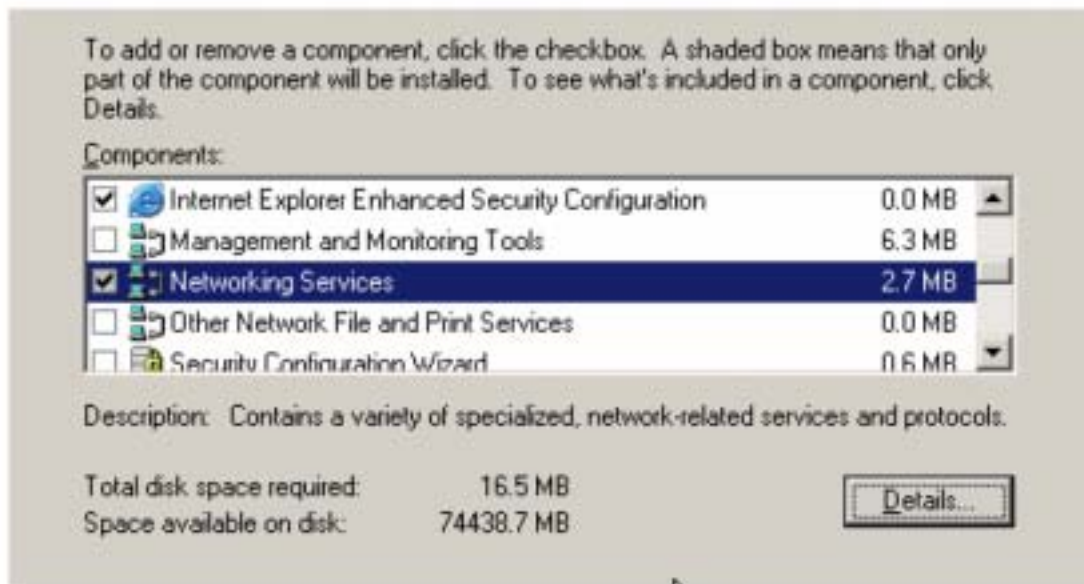 To add or remove a component, click the checkbox. A shaded box means that only
part of the component will be installed. To see what's included in a component, click
Details.
Components:
Internet Explorer Enhanced Security Configuration 0.0 MB
Management and Monitoring Tools 6.3 MB
Networking Services 2.7 MB
Other Network File and Print Services 0.0 MB
Security Configuration Wizard 0.6 MB
Description: Contains a variety of specialized, network-related services and protocols.
Total disk space required: 16.5 MB
Space available on disk: 74438.7 MB
Details...